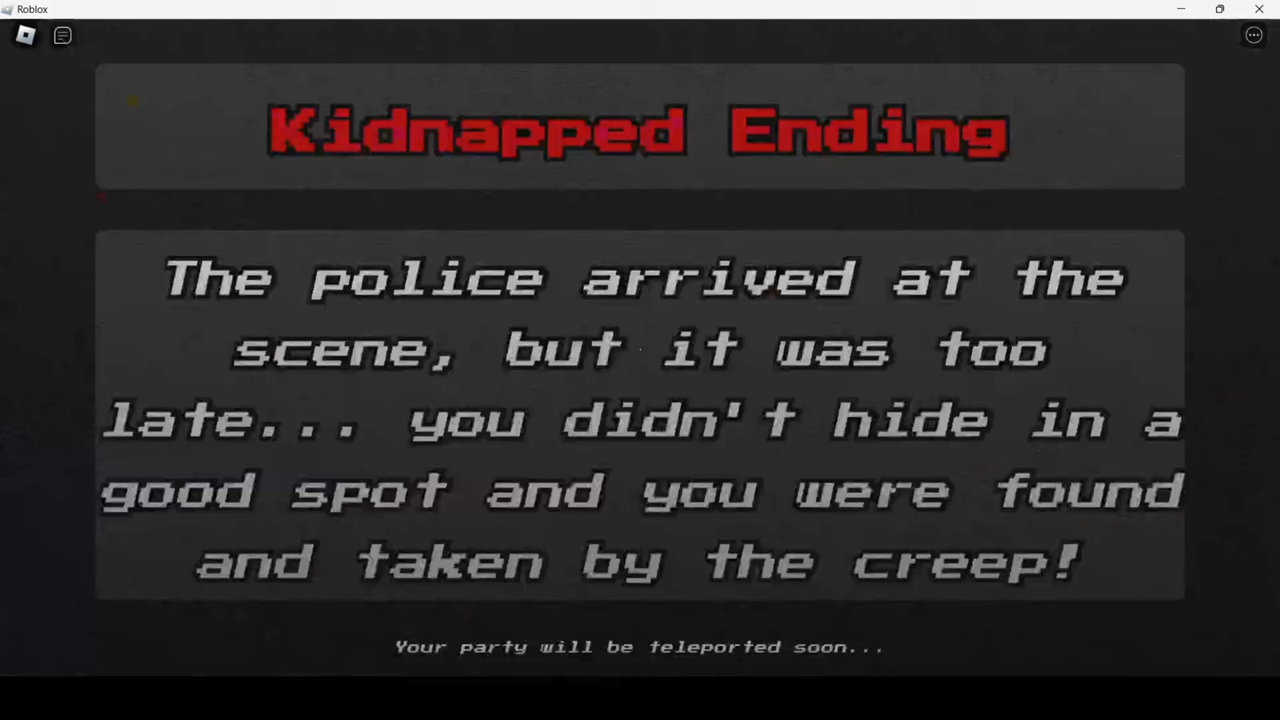 Roblox
Kidnapped Ending
The police arrived at the
scene, but it was too
late... you didn't hide in a
good spot and you were found
and taken by the creep!
Your party will be teleported soon...